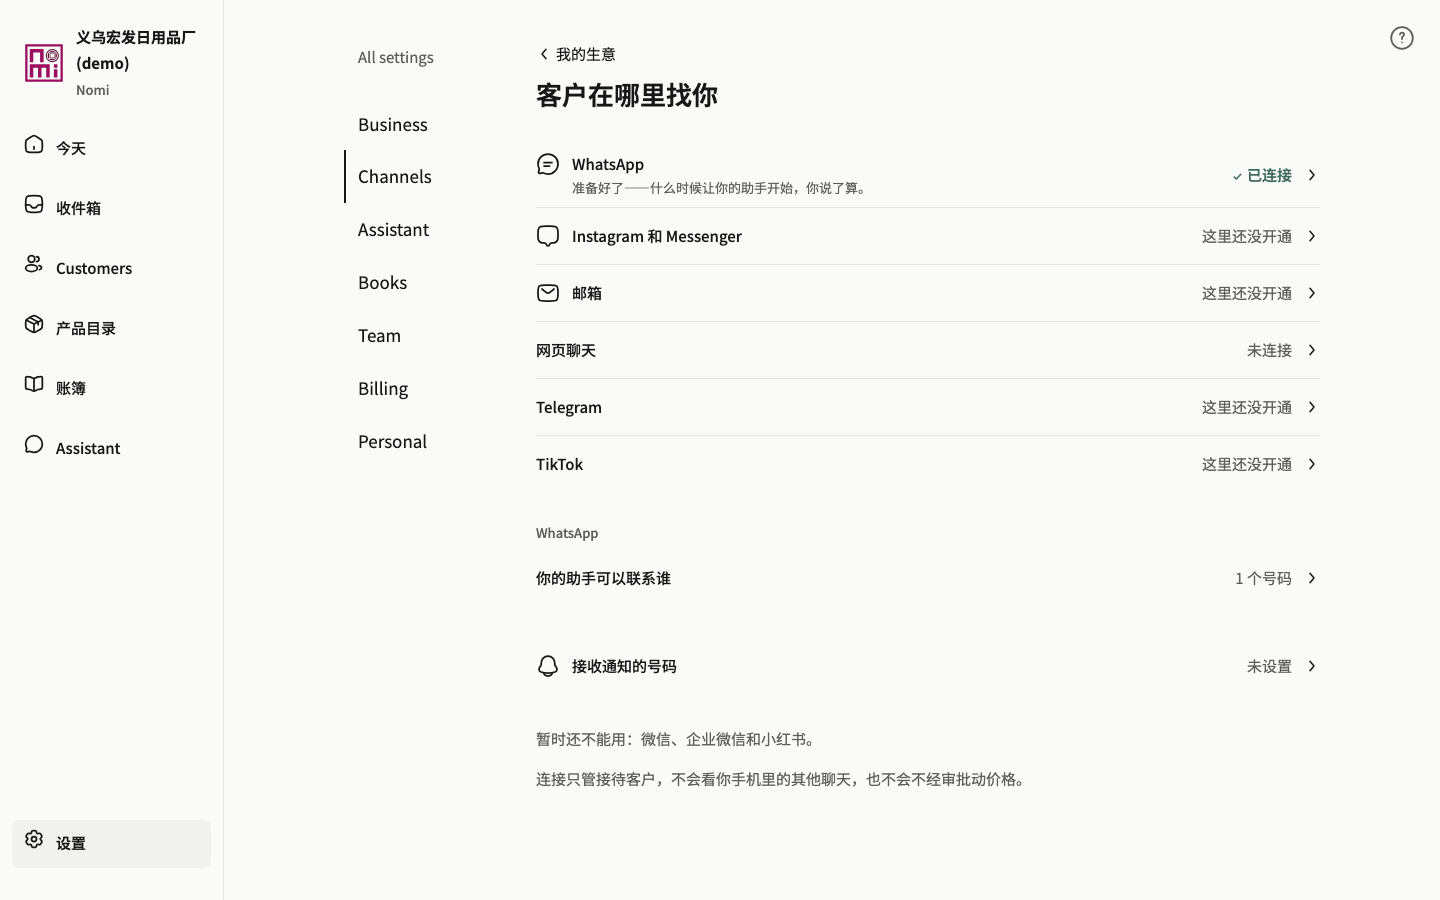 义乌宏发日用品厂
(demo)
Nomi
今天
收件箱
Customers
产品目录
账簿
Assistant
设置
All settings
Business
Channels
Assistant
Books
Team
Billing
Personal
我的生意
客户在哪里找你
WhatsApp
准备好了——什么时候让你的助手开始，你说了算。
已连接
Instagram 和 Messenger
这里还没开通
邮箱
这里还没开通
网页聊天
未连接
Telegram
这里还没开通
TikTok
这里还没开通
WhatsApp
你的助手可以联系谁
1 个号码
接收通知的号码
未设置
暂时还不能用：微信、企业微信和小红书。
连接只管接待客户，不会看你手机里的其他聊天，也不会不经审批动价格。